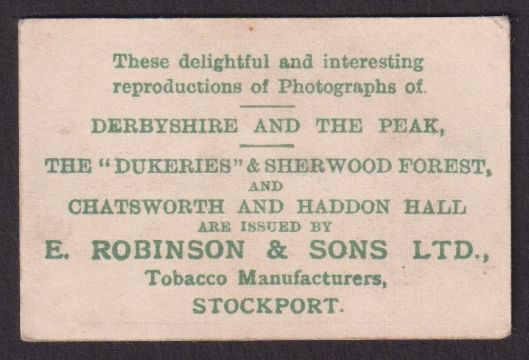 These delightful and interesting
reproductions of Photographs of.
DERBYSHIRE AND THE PEAK,
THE "DUKERIES" & SHERWOOD FOREST,
AND
CHATSWORTH AND HADDON HALL
ARE ISSUED BY
E. ROBINSON & SONS LTD.,
Tobacco Manufacturers,
STOCKPORT.